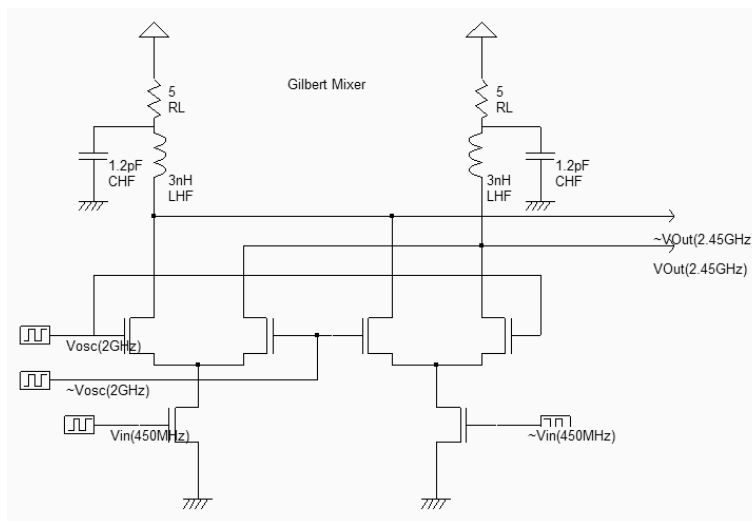 Gilbert Mixer
5
RL
5
RL
1.2pF
CHF
3nH
LHF
3nH
LHF
1.2pF
CHF
~VOut(2.45GHz
VOut(2.45GHz)
Vosc(2GHz)
~Vosc(2GHz)
Vin(450MHz)
~Vin(450MHz)